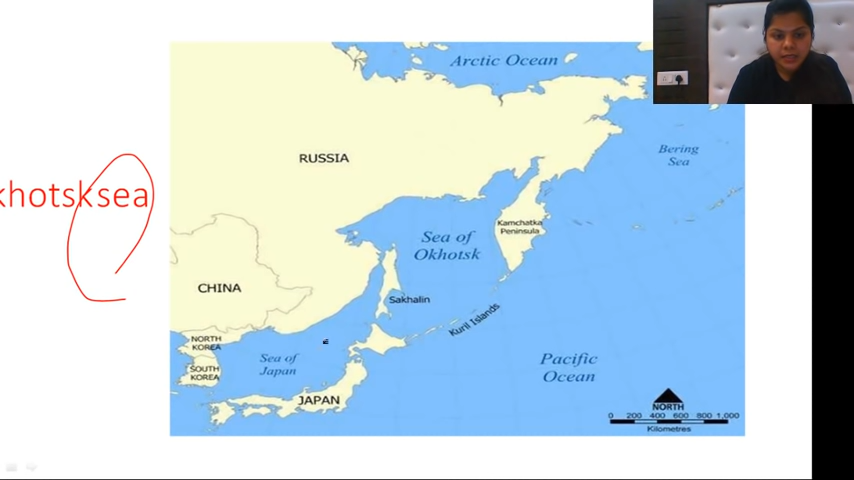 Arctic Ocean
RUSSIA
Bering
Sea
khotsksea
Kamchatka
Peninsula
Sea of
Okhotsk
CHINA
Sakhalin
Kuril Islands
NORTH
KOREA
Sea of
Japan
SOUTH
KOREA
Pacific
Ocean
JAPAN
NORTH
0 200 400 600 800 1,000
Kilometres